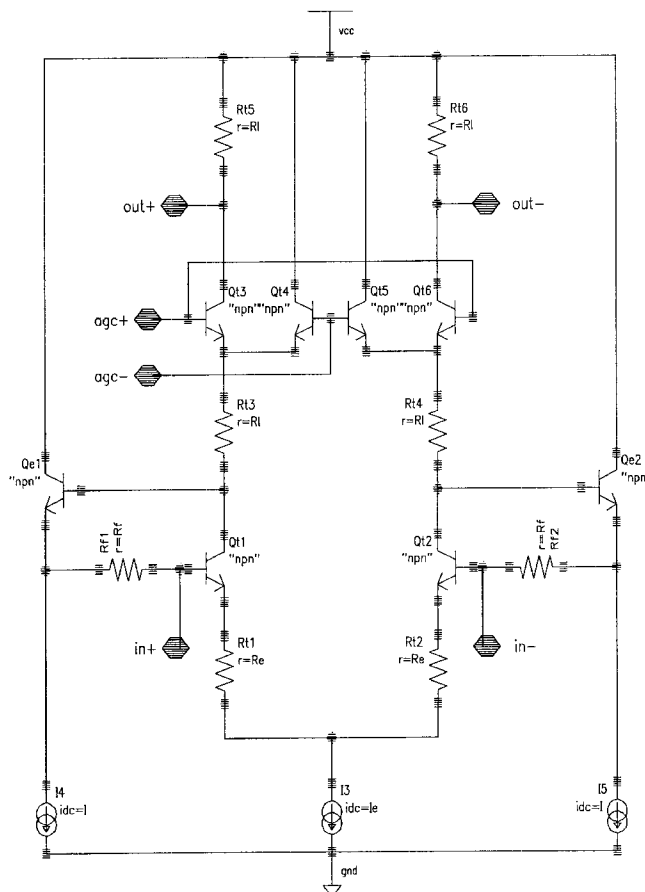 vcc
Rt5
r=Rl
Rt6
r=Rl
out+
out-
Qt3
Qt4
Qt5
Qt6
"npn""npn"
"npn""npn"
agc+
agc-
Rt3
r=Rl
Rt4
r=Rl
Qe1
"npn"
Qe2
"npn
Rf1
r=Rf
Qt1
"npn"
Qt2
"npn"
r=Rf
Rf2
in+
in-
Rt1
r=Re
Rt2
r=Re
I4
idc=I
I3
idc=Ie
I5
idc=I
gnd